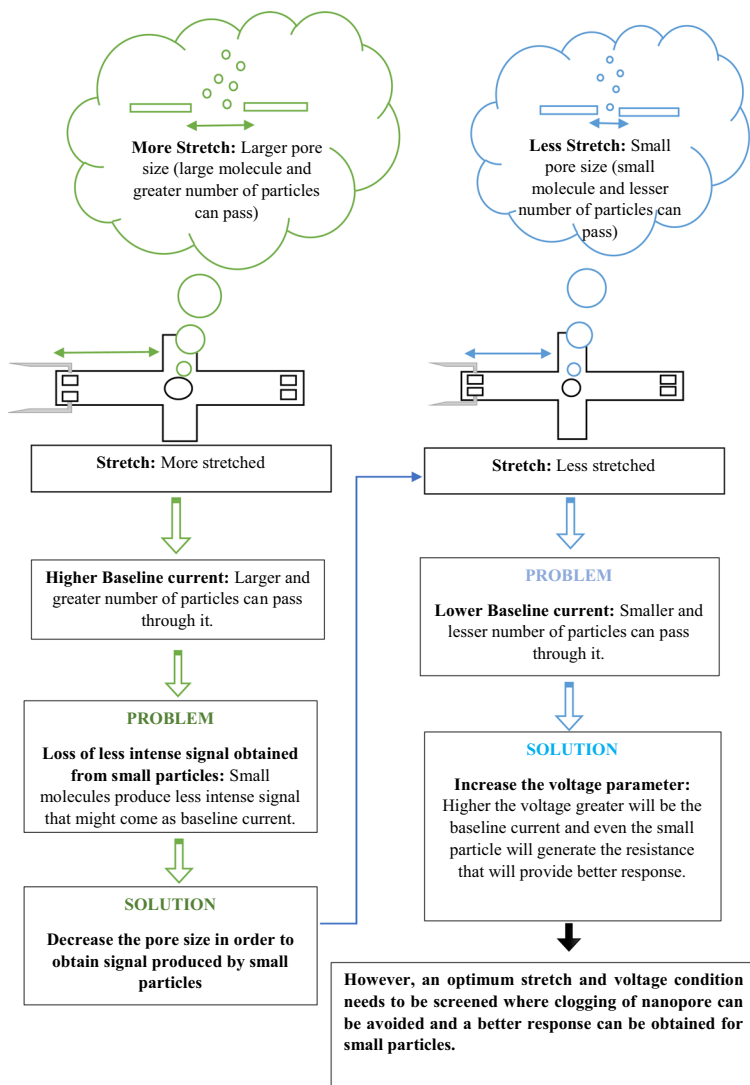 More Stretch: Larger pore
size (large molecule and
greater number of particles
can pass)
Stretch: More stretched
Higher Baseline current: Larger and
greater number of particles can pass
through it.
PROBLEM
Loss of less intense signal obtained
from small particles: Small
molecules produce less intense signal
that might come as baseline current.
SOLUTION
Decrease the pore size in order to
obtain signal produced by small
particles
Less Stretch: Small
pore size (small
molecule and lesser
number of particles can
pass)
Stretch: Less stretched
PROBLEM
Lower Baseline current: Smaller and
lesser number of particles can pass
through it.
SOLUTION
Increase the voltage parameter:
Higher the voltage greater will be the
baseline current and even the small
particle will generate the resistance
that will provide better response.
However, an optimum stretch and voltage condition
needs to be screened where clogging of nanopore can
be avoided and a better response can be obtained for
small particles.